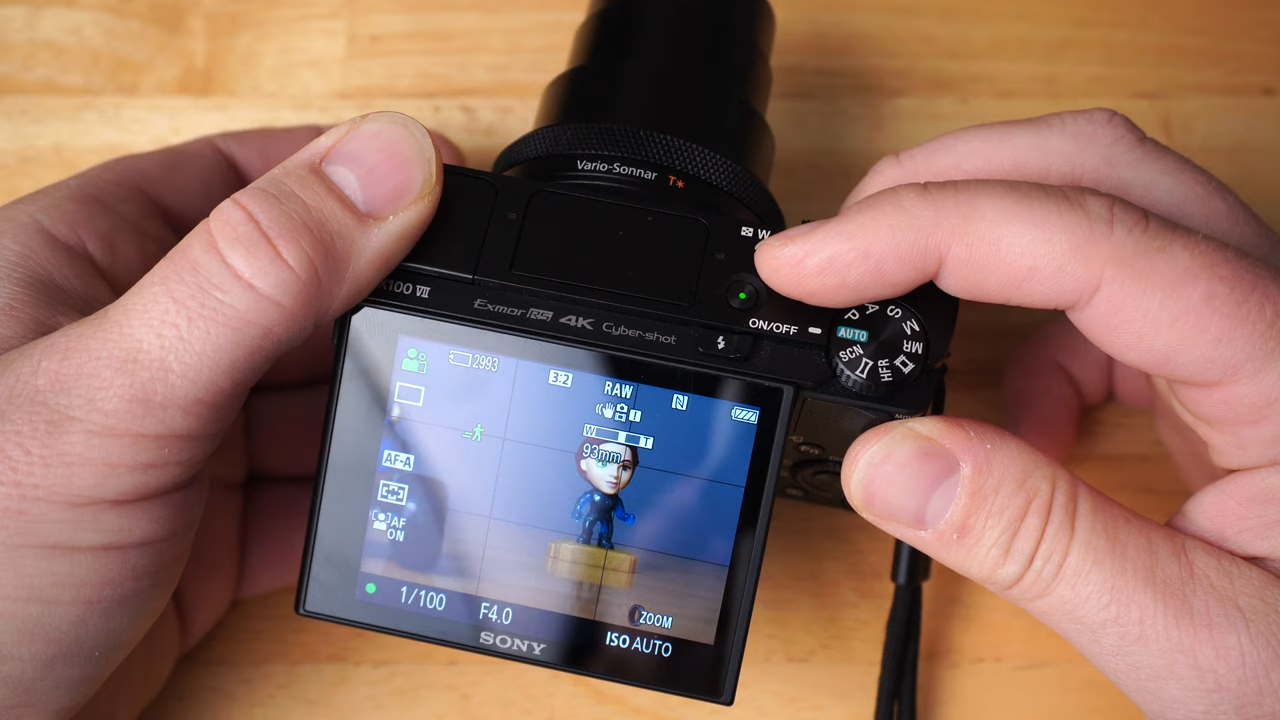 Vario-Sonnar T*
W
X100 VII
Exmor RS 4K Cyber-shot
ON/OFF
P A S M MR HFR SCN AUTO
2993
3:2
RAW
N
W T
93mm
AF-A
AF
ON
1/100 F4.0
ZOOM
ISO AUTO
SONY